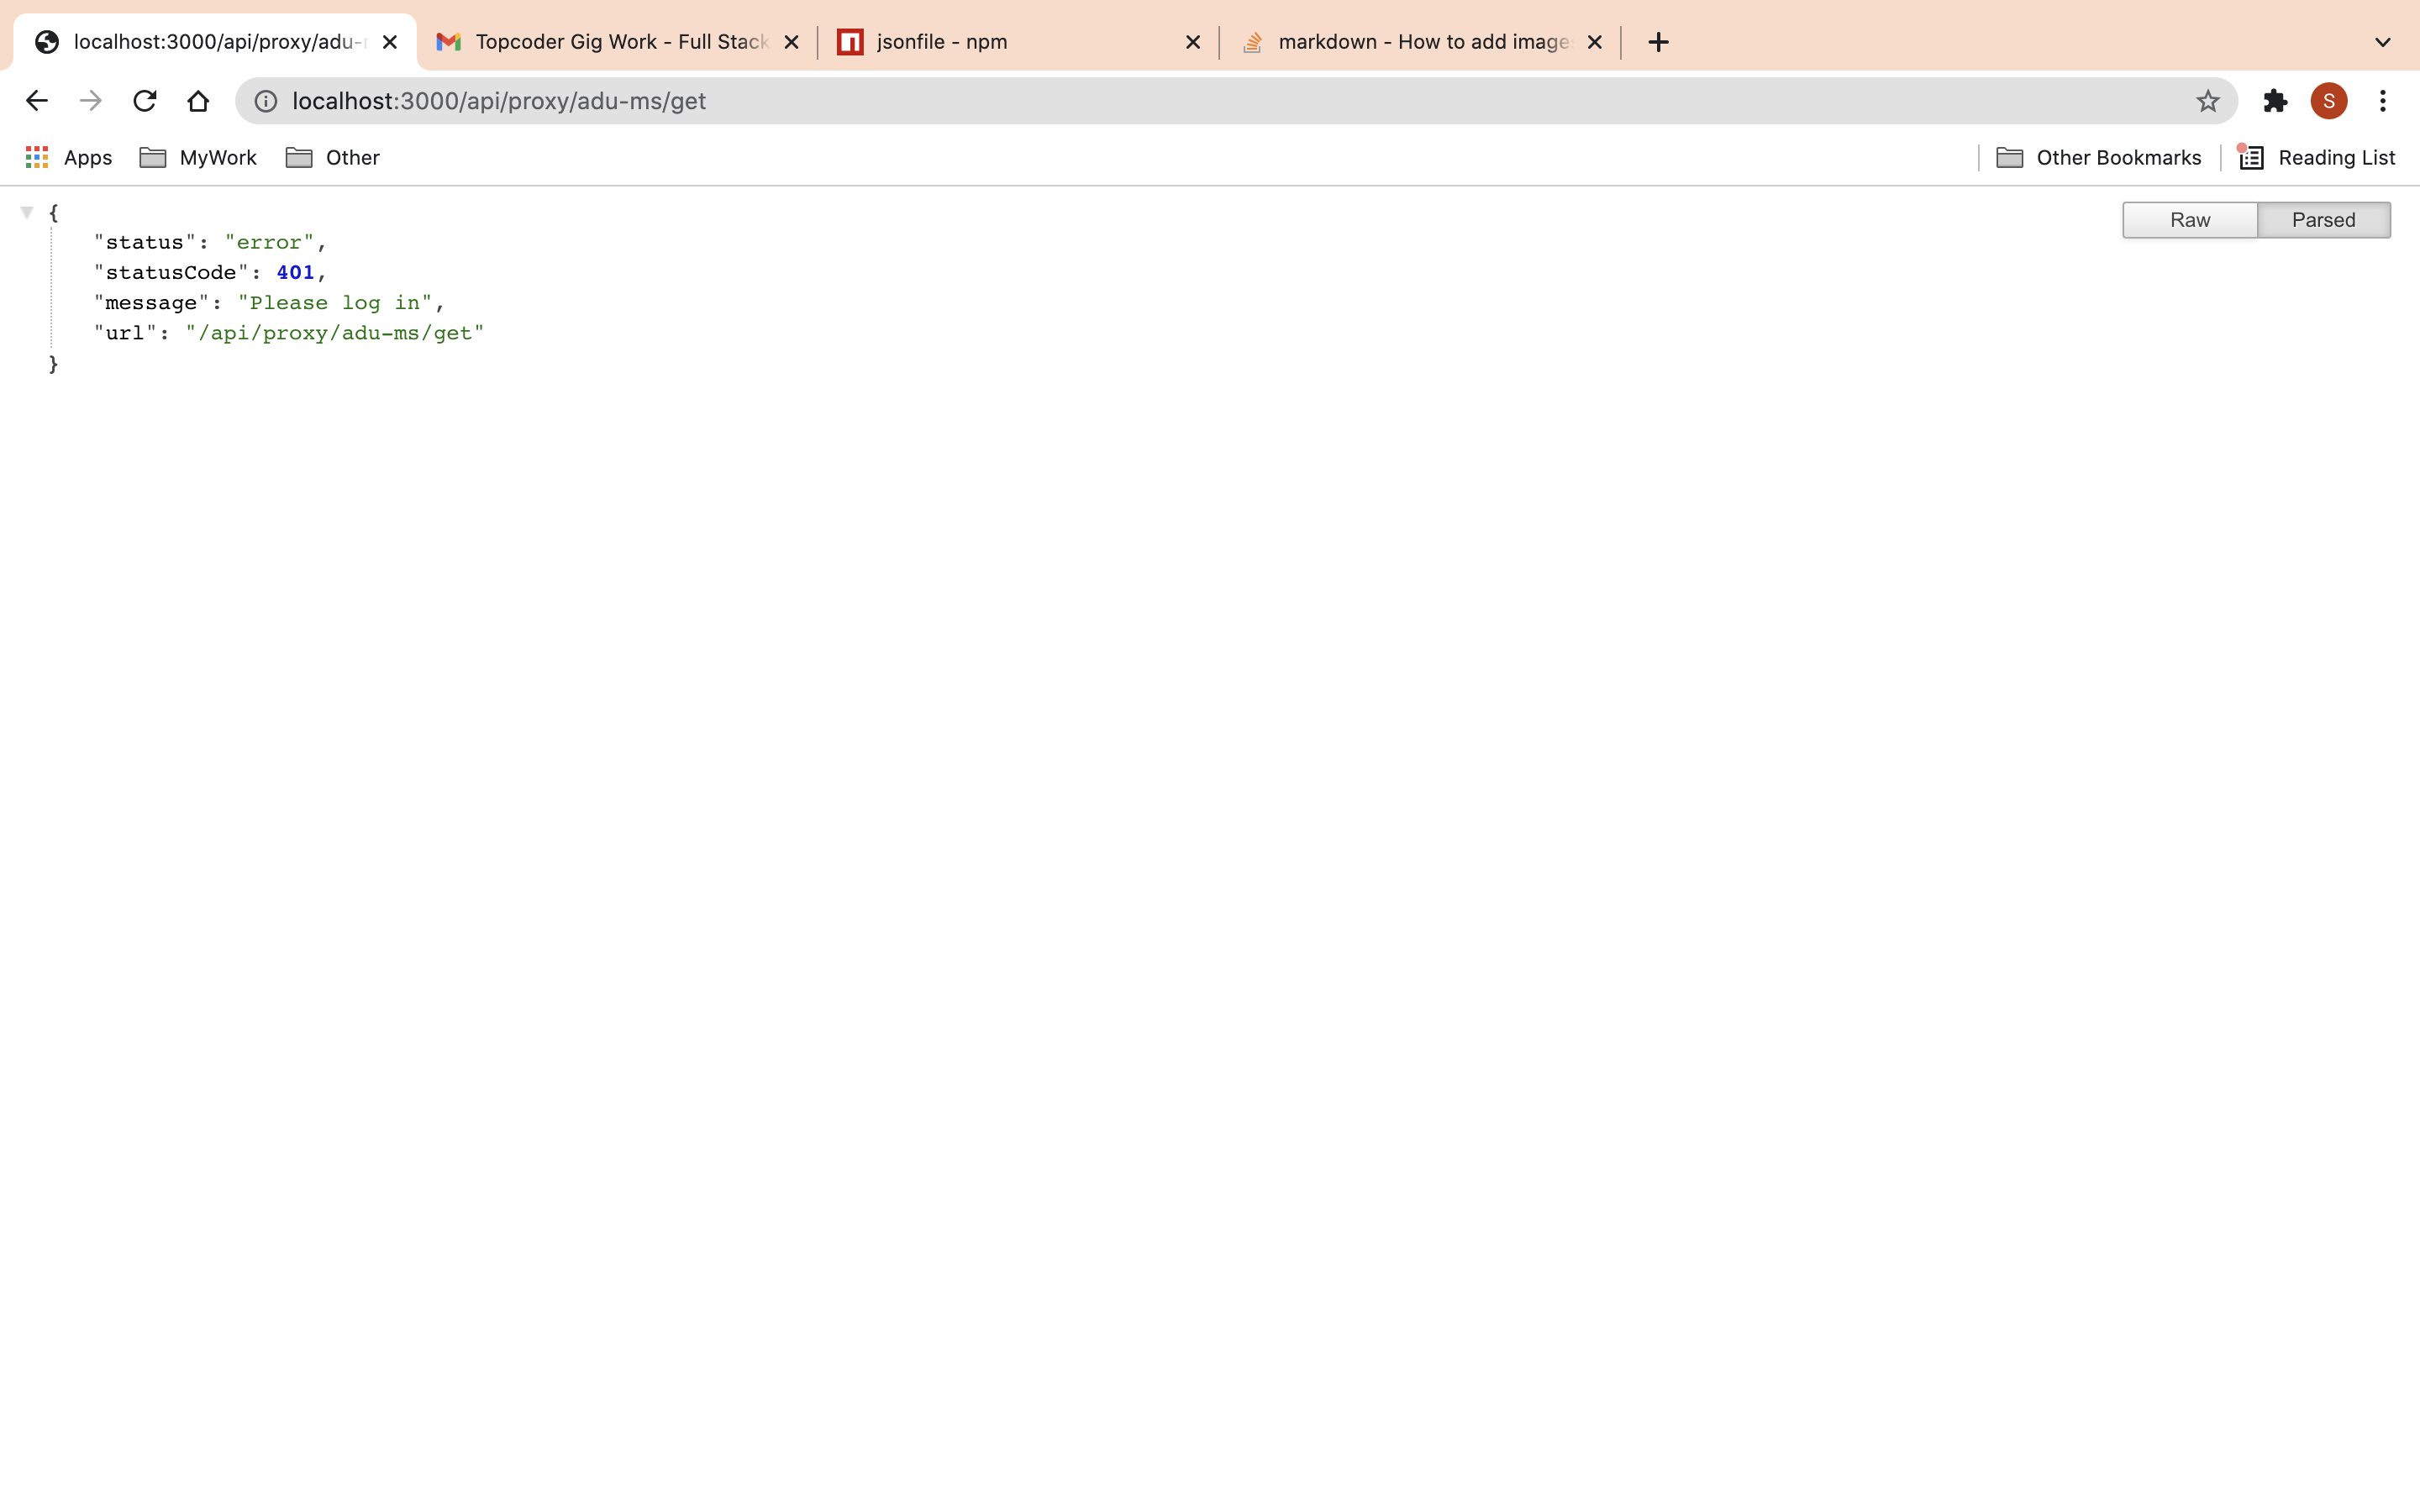 localhost:3000/api/proxy/adu-
Topcoder Gig Work - Full Stack
jsonfile - npm
markdown - How to add image
localhost:3000/api/proxy/adu-ms/get
S
Apps
MyWork
Other
Other Bookmarks
Reading List
Raw
Parsed
{
"status": "error",
"statusCode": 401,
"message": "Please log in",
"url": "/api/proxy/adu-ms/get"
}